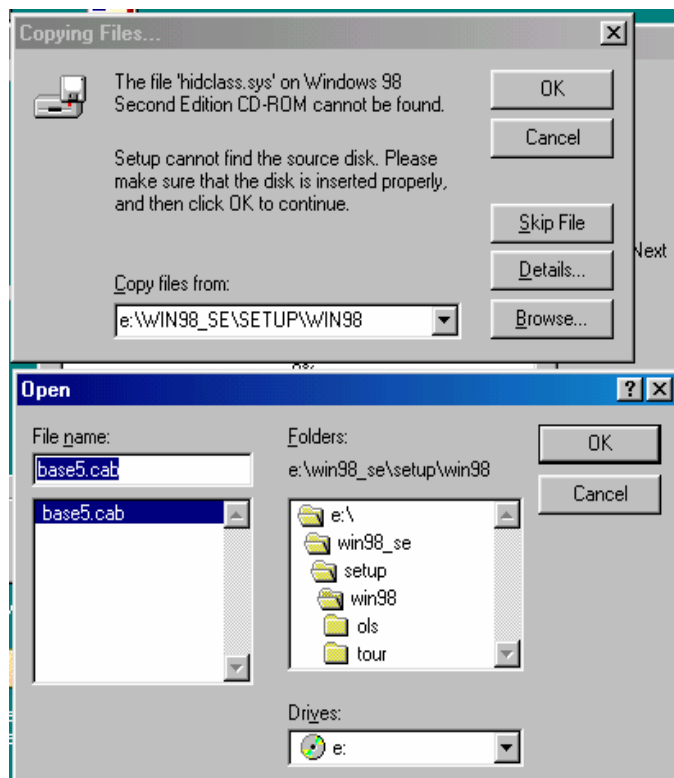 Copying Files...
The file 'hidclass.sys' on Windows 98
Second Edition CD-ROM cannot be found.
Setup cannot find the source disk. Please
make sure that the disk is inserted properly,
and then click OK to continue.
Copy files from:
e:\WIN98_SE\SETUP\WIN98
OK
Cancel
Skip File
Details...
Browse...
Next
Open
File name:
base5.cab
base5.cab
Folders:
e:\win98_se\setup\win98
e:\
win98_se
setup
win98
ols
tour
Drives:
e:
OK
Cancel